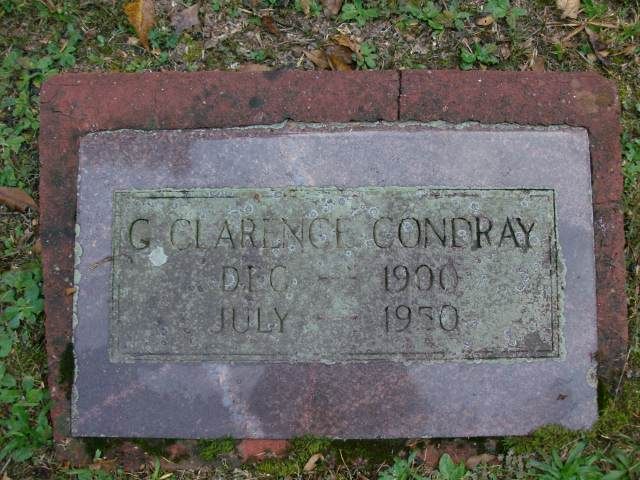 G CLARENCE CONDRAY
DEC -- 1900
JULY -- 1950